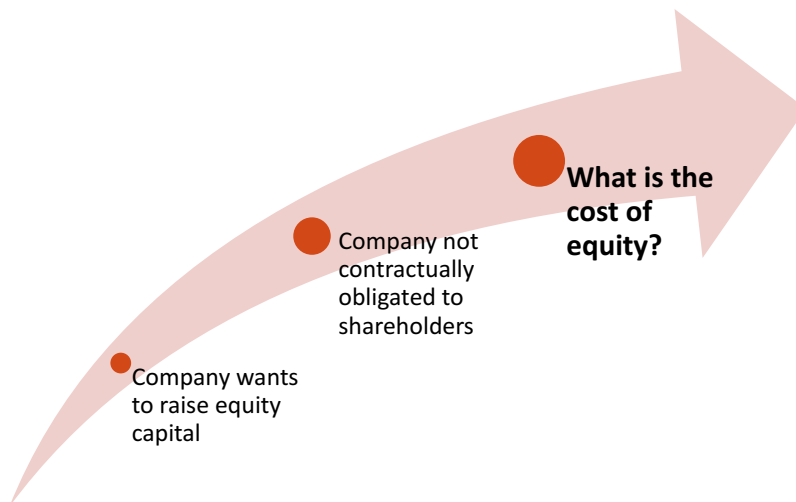 What is the
cost of
equity?
Company not
contractually
obligated to
shareholders
Company wants
to raise equity
capital